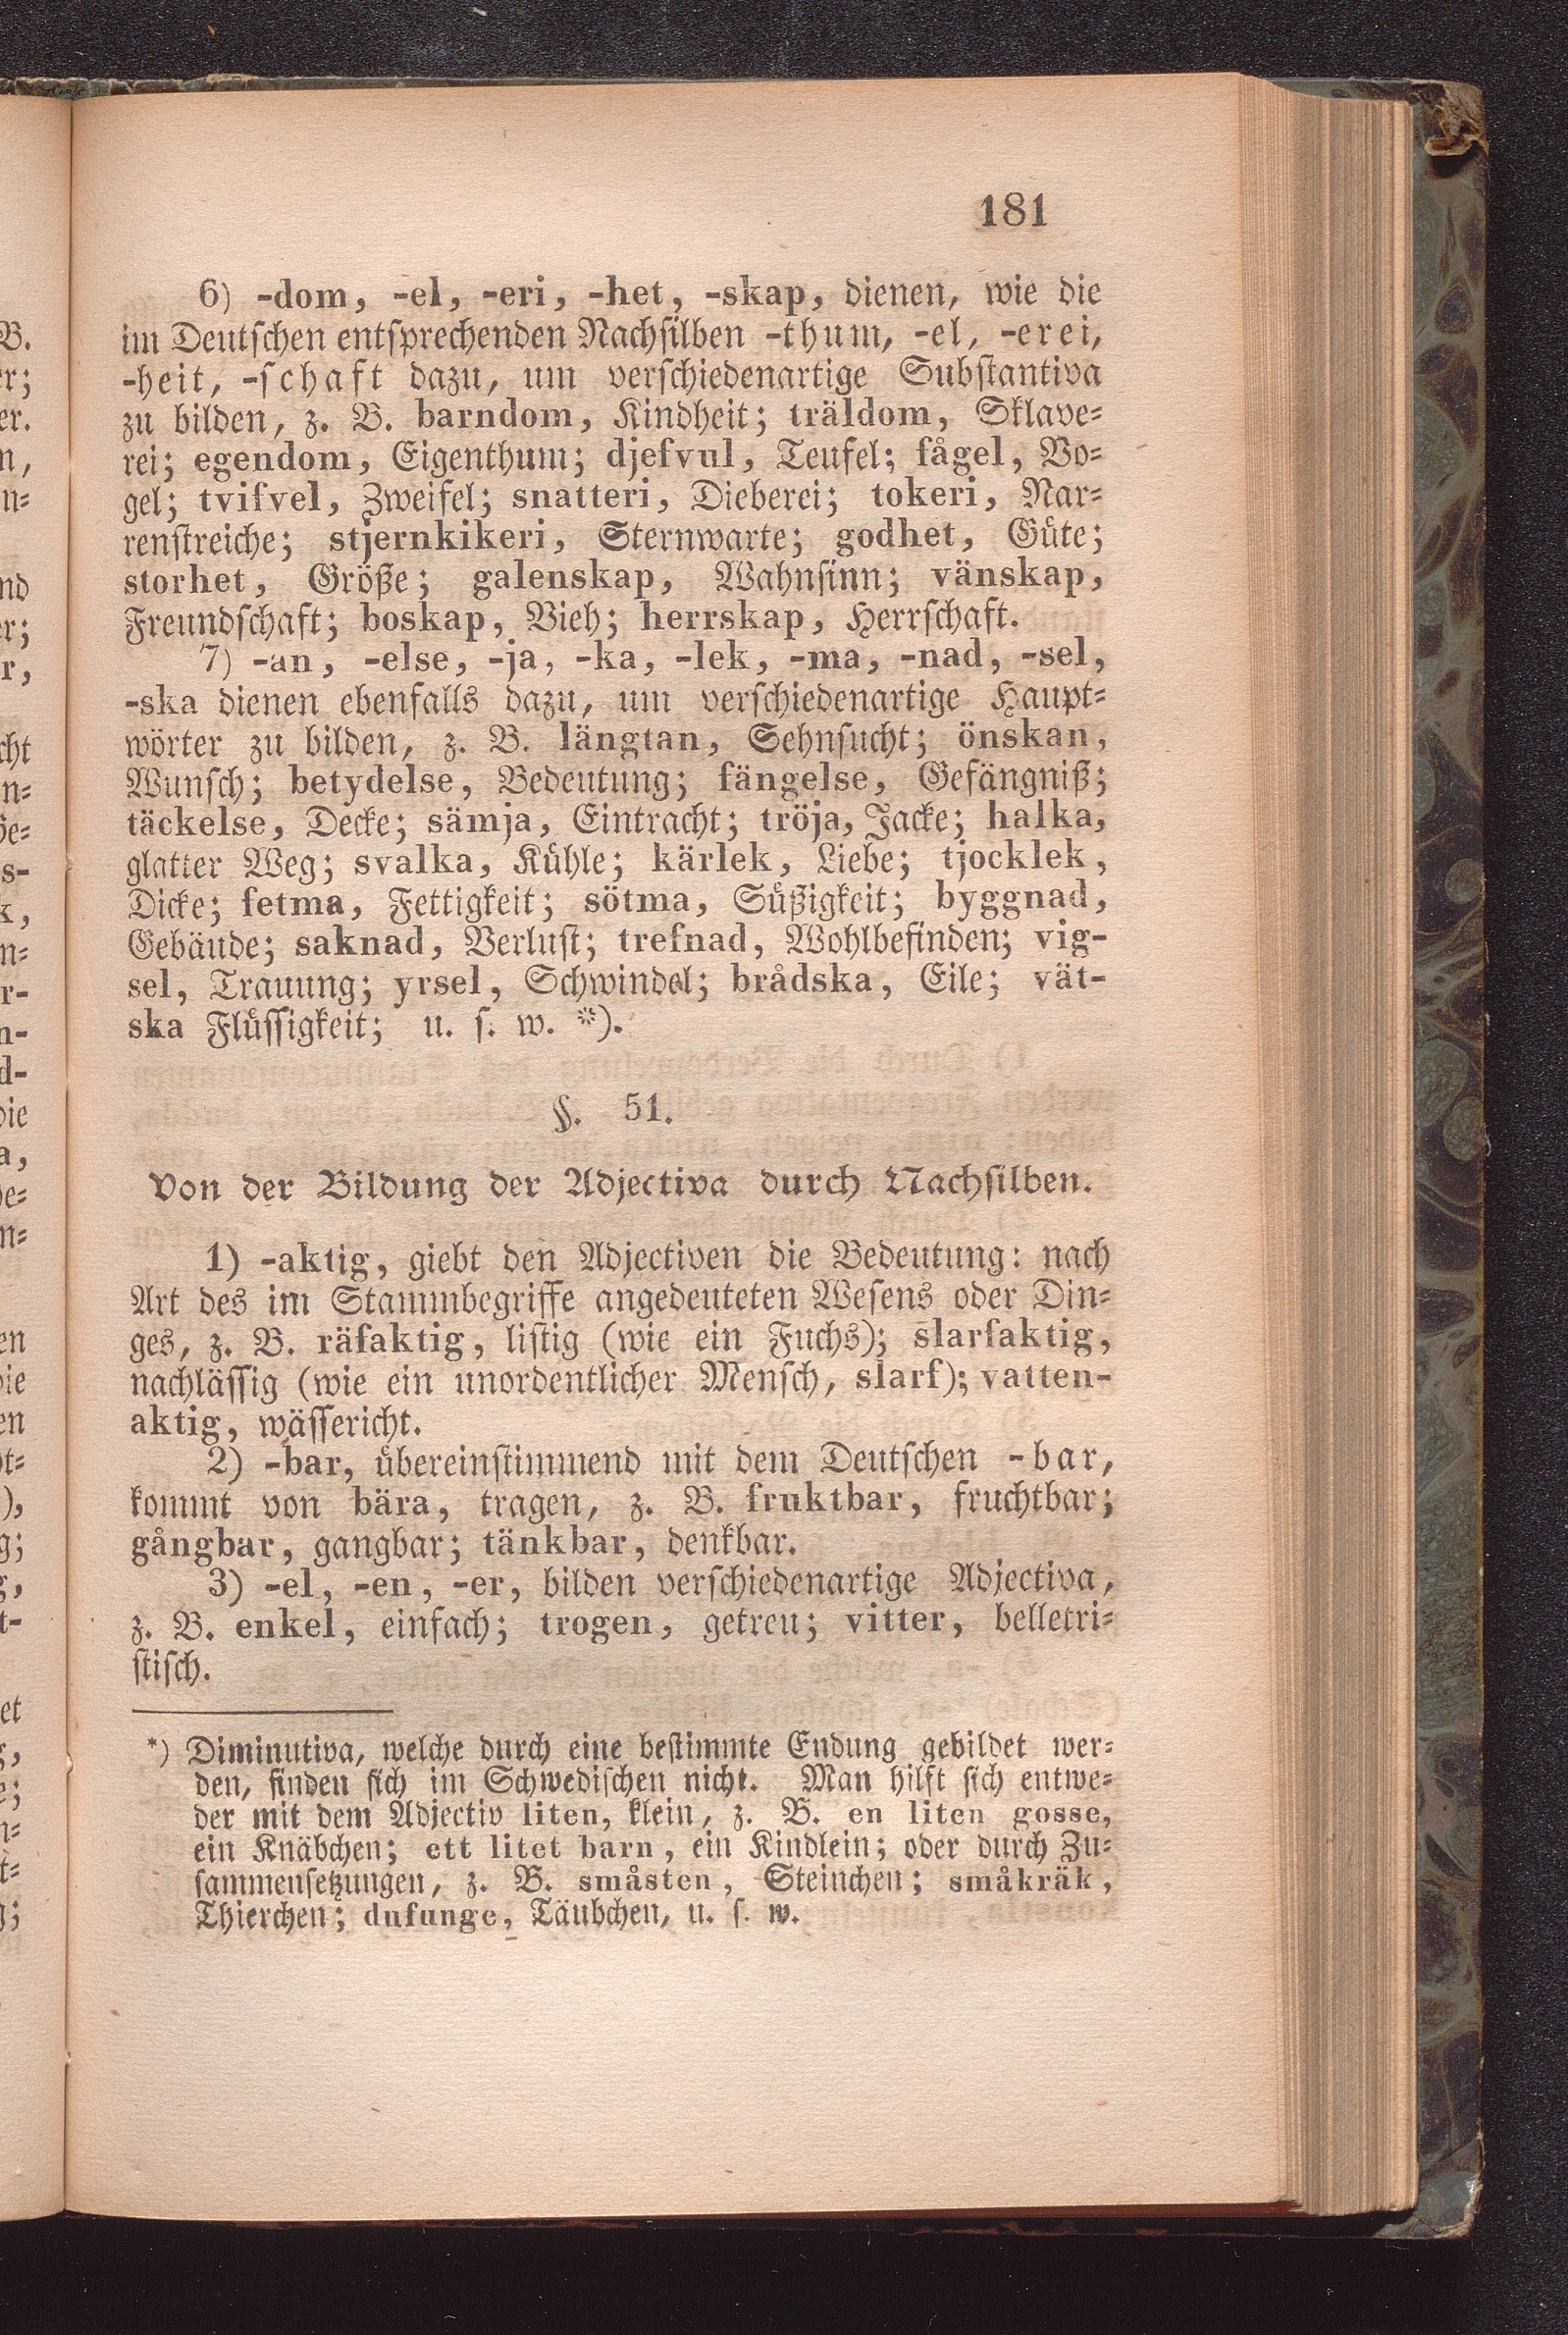 181
6) -dom, -el, -eri, -het, -skap, dienen, wie die
im Deutschen entsprechenden Nachsilben -thum, -el, -erei,
-heit, -schaft dazu, um verschiedenartige Substantiva
zu bilden, z. B. barndom, Kindheit; träldom, Sklave-
rei; egendom, Eigenthum; djefvul, Teufel; fågel, Vo-
gel; tvifvel, Zweifel; snatteri, Dieberei; tokeri, Nar-
renstreiche; stjernkikeri, Sternwarte; godhet, Güte;
storhet, Größe; galenskap, Wahnsinn; vänskap,
Freundschaft; boskap, Vieh; herrskap, Herrschaft.
7) -an, -else, -ja, -ka, -lek, -ma, -nad, -sel,
-ska dienen ebenfalls dazu, um verschiedenartige Haupt-
wörter zu bilden, z. B. längtan, Sehnsucht; önskan,
Wunsch; betydelse, Bedeutung; fängelse, Gefängniß;
täckelse, Decke; sämja, Eintracht; tröja, Jacke; halka,
glatter Weg; svalka, Kühle; kärlek, Liebe; tjocklek,
Dicke; fetma, Fettigkeit; sötma, Süßigkeit; byggnad,
Gebäude; saknad, Verlust; trefnad, Wohlbefinden; vig-
sel, Trauung; yrsel, Schwindel; brådska, Eile; vät-
ska Flüssigkeit; u. s. w. *).
§. 51.
Von der Bildung der Adjectiva durch Nachsilben.
1) -aktig, giebt den Adjectiven die Bedeutung: nach
Art des im Stammbegriffe angedeuteten Wesens oder Din-
ges, z. B. räfaktig, listig (wie ein Fuchs); slarfaktig,
nachlässig (wie ein unordentlicher Mensch, slarf); vatten-
aktig, wässericht.
2) -bar, übereinstimmend mit dem Deutschen -bar,
kommt von bära, tragen, z. B. fruktbar, fruchtbar;
gångbar, gangbar; tänkbar, denkbar.
3) -el, -en, -er, bilden verschiedenartige Adjectiva,
z. B. enkel, einfach; trogen, getreu; vitter, belletri-
stisch.
*) Diminutiva, welche durch eine bestimmte Endung gebildet wer-
den, finden sich im Schwedischen nicht. Man hilft sich entwe-
der mit dem Adjectiv liten, klein, z. B. en liten gosse,
ein Knäbchen; ett litet barn, ein Kindlein; oder durch Zu-
sammensetzungen, z. B. småsten, Steinchen; småkräk,
Thierchen; dufunge, Täubchen, u. s. w.